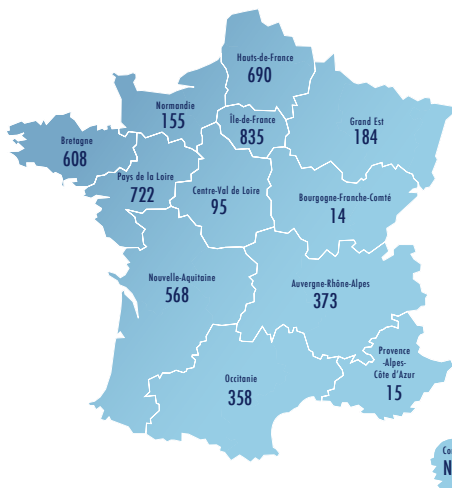 Hauts-de-France
690
Normandie
155
Île-de-France
835
Grand Est
184
Bretagne
608
Pays de la Loire
722
Centre-Val de Loire
95
Bourgogne-Franche-Comté
14
Nouvelle-Aquitaine
568
Auvergne-Rhône-Alpes
373
Provence
-Alpes-
Côte d'Azur
15
Occitanie
358